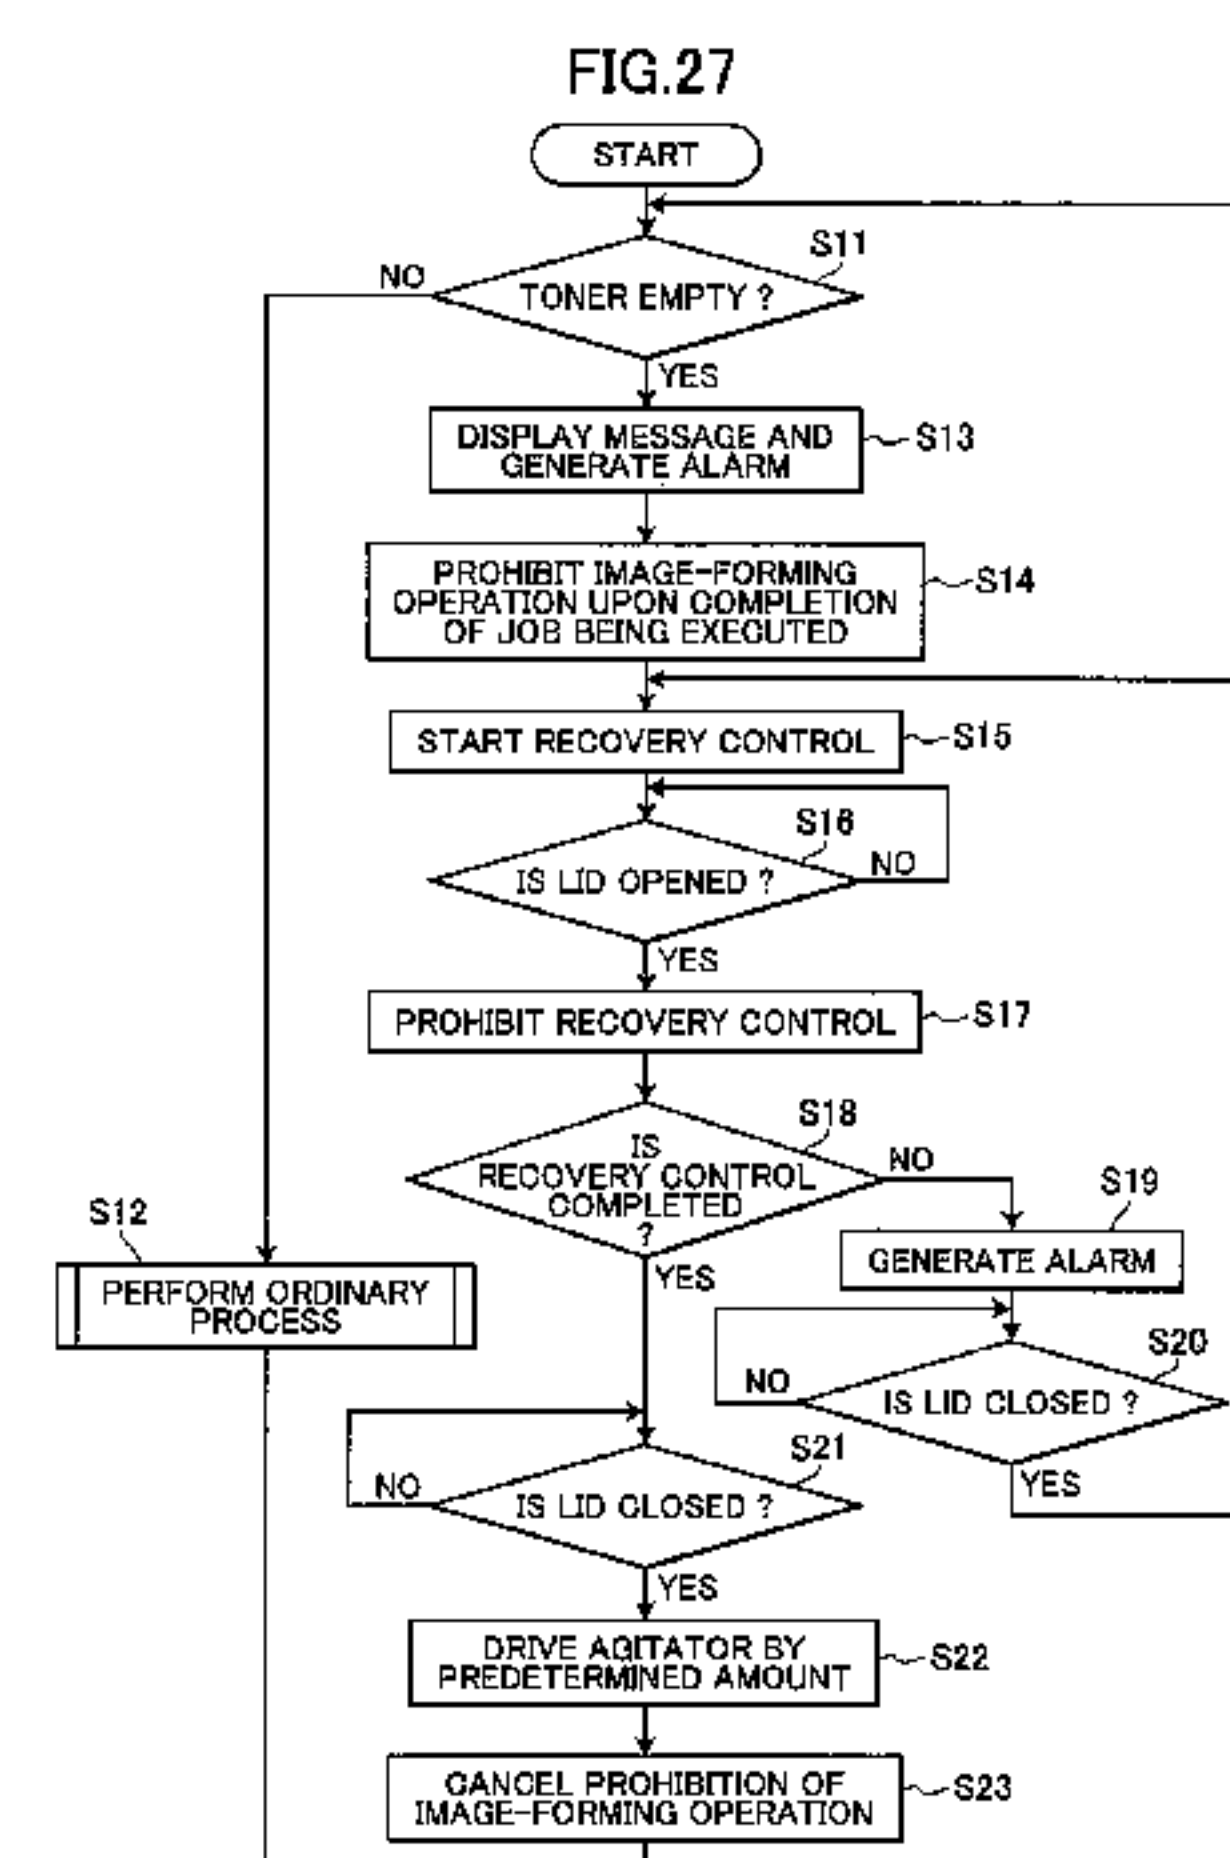 FIG.27
START
S11
NO
TONER EMPTY ?
YES
DISPLAY MESSAGE AND
GENERATE ALARM
S13
PROHIBIT IMAGE-FORMING
OPERATION UPON COMPLETION
OF JOB BEING EXECUTED
S14
START RECOVERY CONTROL
S15
S16
IS LID OPENED ?
NO
YES
PROHIBIT RECOVERY CONTROL
S17
S18
IS
RECOVERY CONTROL
COMPLETED
?
NO
YES
S19
GENERATE ALARM
S12
PERFORM ORDINARY
PROCESS
S20
NO
IS LID CLOSED ?
YES
S21
NO
IS LID CLOSED ?
YES
DRIVE AGITATOR BY
PREDETERMINED AMOUNT
S22
CANCEL PROHIBITION OF
IMAGE-FORMING OPERATION
S23